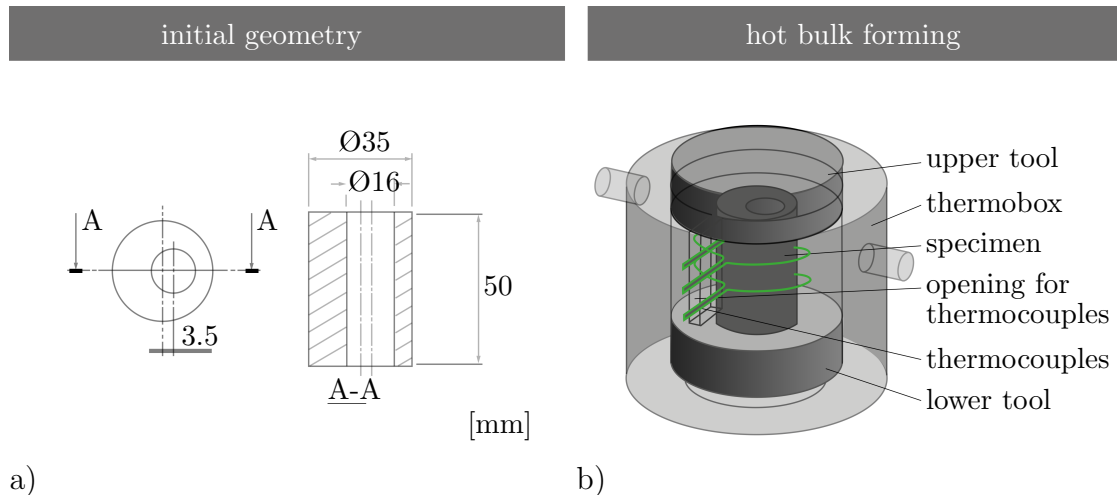 initial geometry
hot bulk forming
Ø35
Ø16
A
A
50
3.5
A-A
[mm]
upper tool
thermobox
specimen
opening for
thermocouples
thermocouples
lower tool
a)
b)